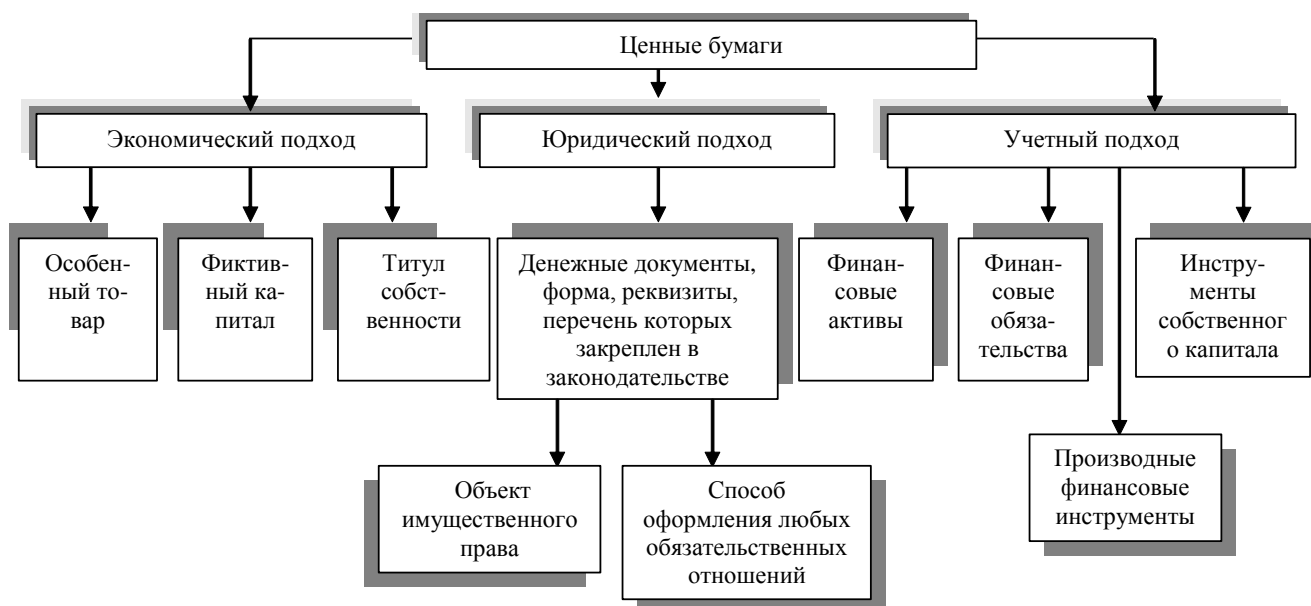 Ценные бумаги
Экономический подход
Юридический подход
Учетный подход
Особен-
ный то-
вар
Фиктив-
ный ка-
питал
Титул
собст-
венности
Денежные документы,
форма, реквизиты,
перечень которых
закреплен в
законодательстве
Финан-
совые
активы
Финан-
совые
обяза-
тельства
Инстру-
менты
собственног
о капитала
Объект
имущественного
права
Способ
оформления любых
обязательственных
отношений
Производные
финансовые
инструменты